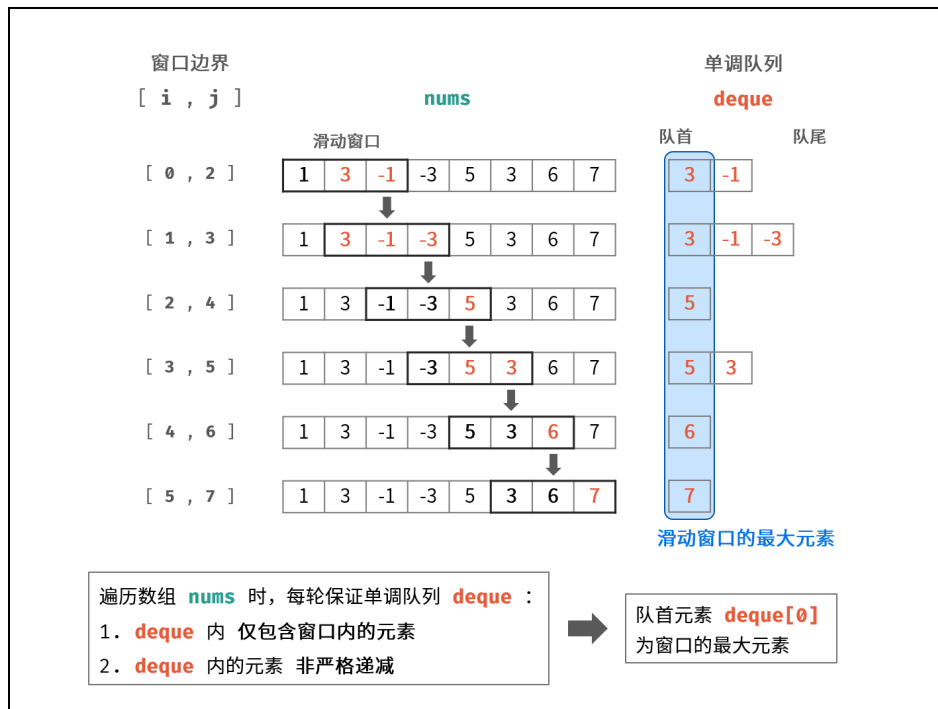 窗口边界 单调队列
[ i , j ] nums deque
滑动窗口 队首 队尾
[ 0 , 2 ] 1 3 -1 -3 5 3 6 7 3 -1
[ 1 , 3 ] 1 3 -1 -3 5 3 6 7 3 -1 -3
[ 2 , 4 ] 1 3 -1 -3 5 3 6 7 5
[ 3 , 5 ] 1 3 -1 -3 5 3 6 7 5 3
[ 4 , 6 ] 1 3 -1 -3 5 3 6 7 6
[ 5 , 7 ] 1 3 -1 -3 5 3 6 7 7
滑动窗口的最大元素
遍历数组 nums 时，每轮保证单调队列 deque ：
1. deque 内 仅包含窗口内的元素
2. deque 内的元素 非严格递减
队首元素 deque[0]
为窗口的最大元素